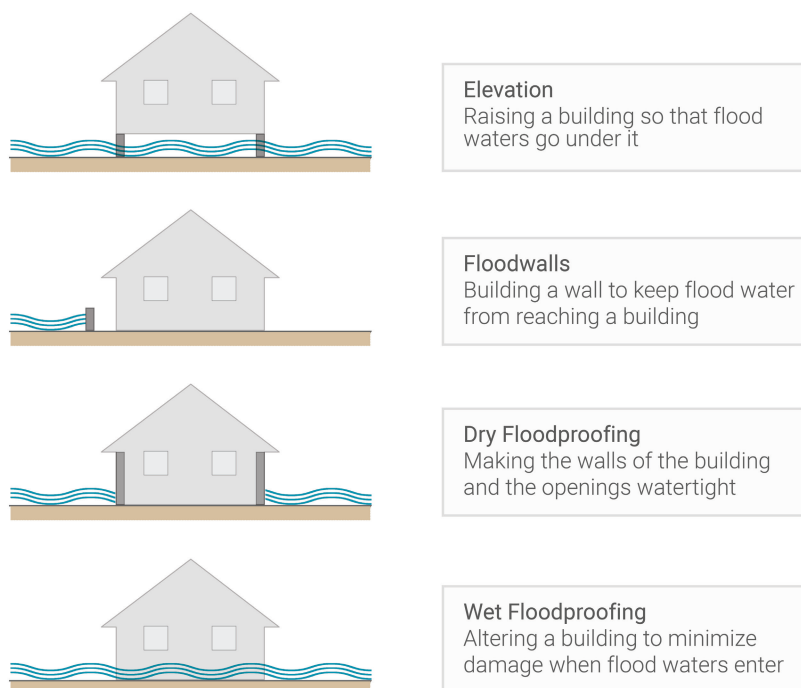 Elevation
Raising a building so that flood
waters go under it
Floodwalls
Building a wall to keep flood water
from reaching a building
Dry Floodproofing
Making the walls of the building
and the openings watertight
Wet Floodproofing
Altering a building to minimize
damage when flood waters enter